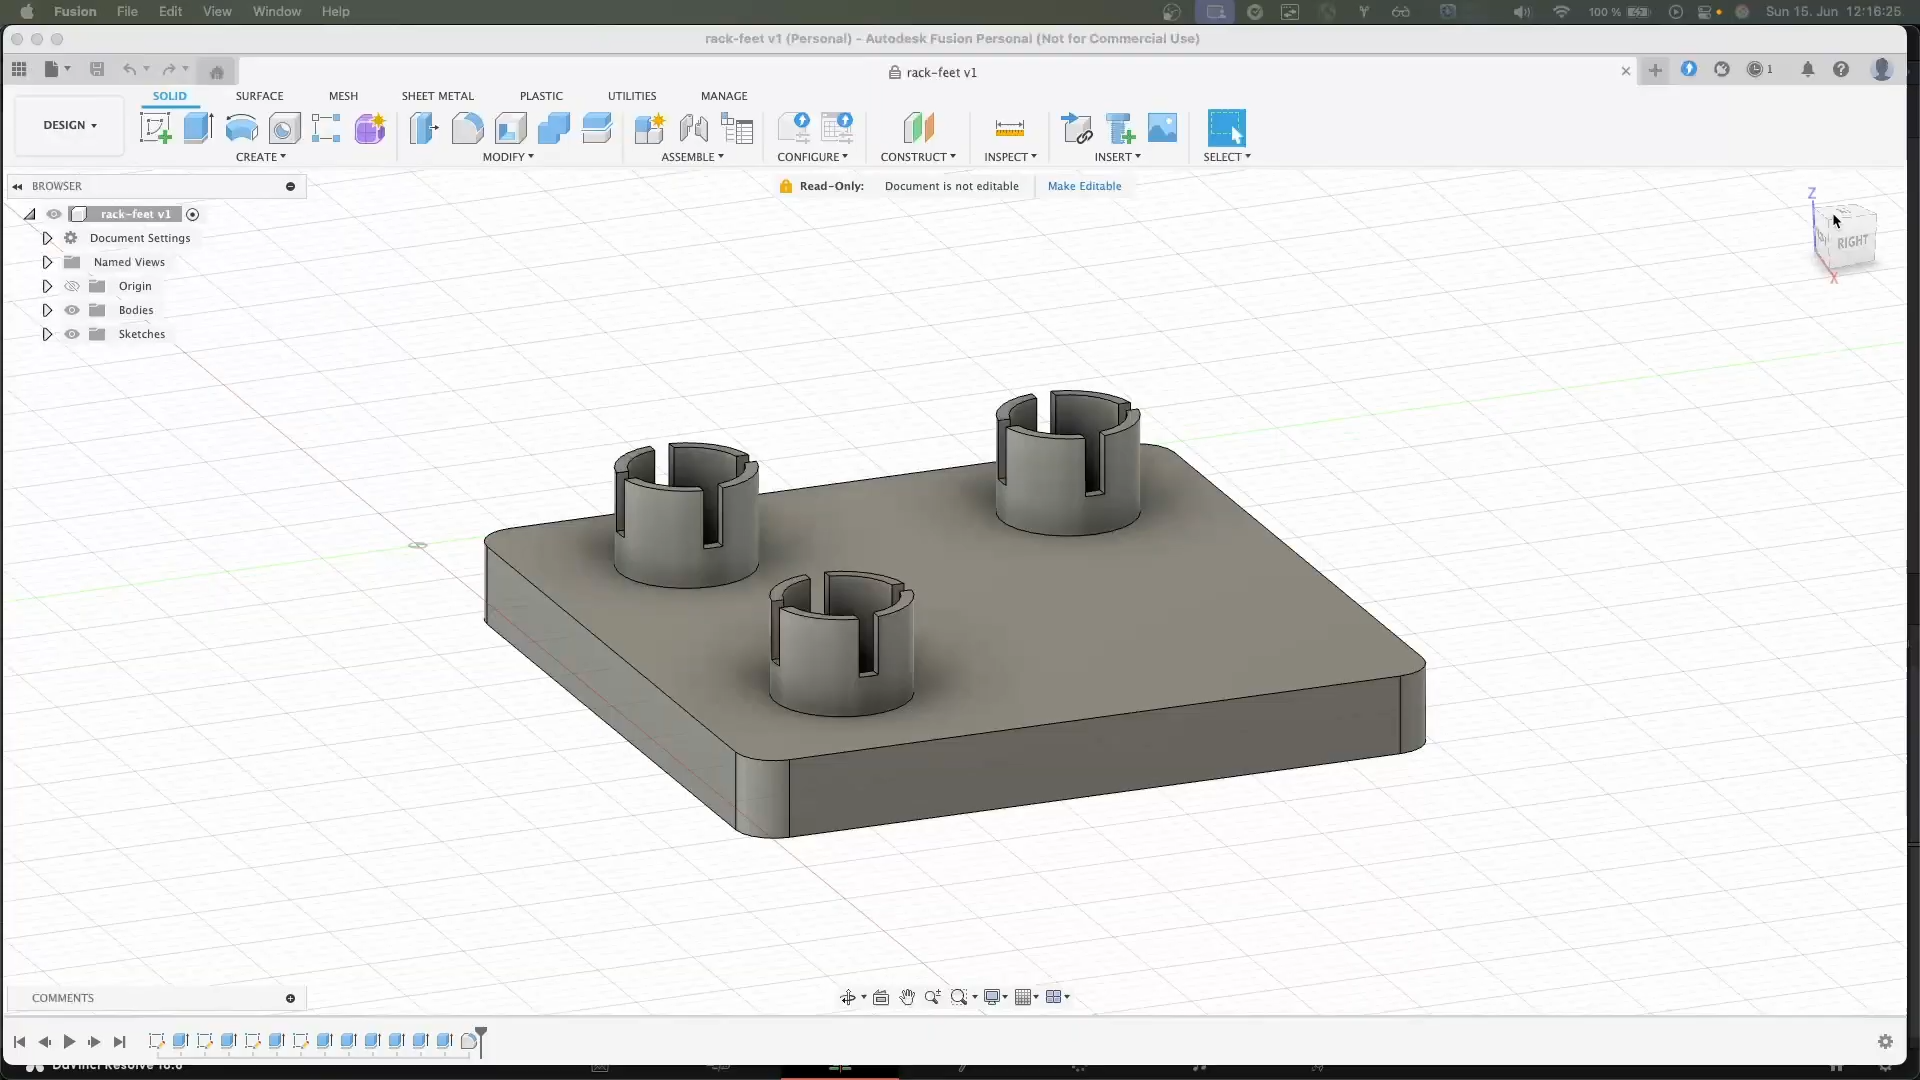 Fusion File Edit View Window Help 100 % Sun 15. Jun 12:16:25
rack-feet v1 (Personal) - Autodesk Fusion Personal (Not for Commercial Use)
rack-feet v1
1
SOLID SURFACE MESH SHEET METAL PLASTIC UTILITIES MANAGE
DESIGN
CREATE MODIFY ASSEMBLE CONFIGURE CONSTRUCT INSPECT INSERT SELECT
BROWSER
Read-Only: Document is not editable Make Editable
rack-feet v1
Document Settings
Named Views
Origin
Bodies
Sketches
Z
RIGHT
X
COMMENTS